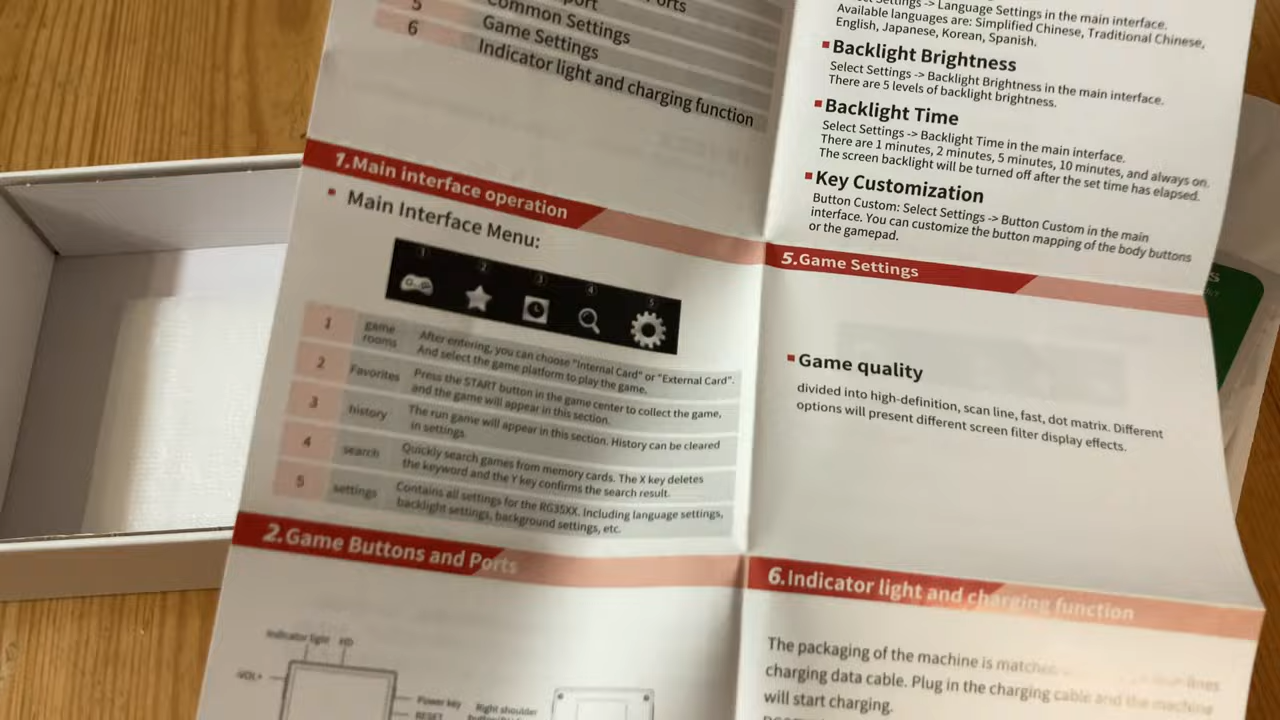 port
ports
5
Common Settings
6
Game Settings
Indicator light and charging function
1.Main interface operation
Main Interface Menu:
1 2 3 4 5
1 game rooms After entering, you can choose "Internal Card" or "External Card".
And select the game platform to play the game.
2 Favorites Press the START button in the game center to collect the game,
and the game will appear in this section.
3 history The run game will appear in this section. History can be cleared
in settings.
4 search Quickly search games from memory cards. The X key deletes
the keyword and the Y key confirms the search result.
5 settings Contains all settings for the RG35XX. Including language settings,
backlight settings, background settings, etc.
2.Game Buttons and Ports
Indicator light HD
-VOL+
Power key
RESET
Right shoulder
Settings -> Language Settings in the main interface.
Available languages are: Simplified Chinese, Traditional Chinese,
English, Japanese, Korean, Spanish.
Backlight Brightness
Select Settings -> Backlight Brightness in the main interface.
There are 5 levels of backlight brightness.
Backlight Time
Select Settings -> Backlight Time in the main interface.
There are 1 minutes, 2 minutes, 5 minutes, 10 minutes, and always on.
The screen backlight will be turned off after the set time has elapsed.
Key Customization
Button Custom: Select Settings -> Button Custom in the main
interface. You can customize the button mapping of the body buttons
or the gamepad.
5.Game Settings
Game quality
divided into high-definition, scan line, fast, dot matrix. Different
options will present different screen filter display effects.
6.Indicator light and charging function
The packaging of the machine is matched
charging data cable. Plug in the charging cable and the machine
will start charging.